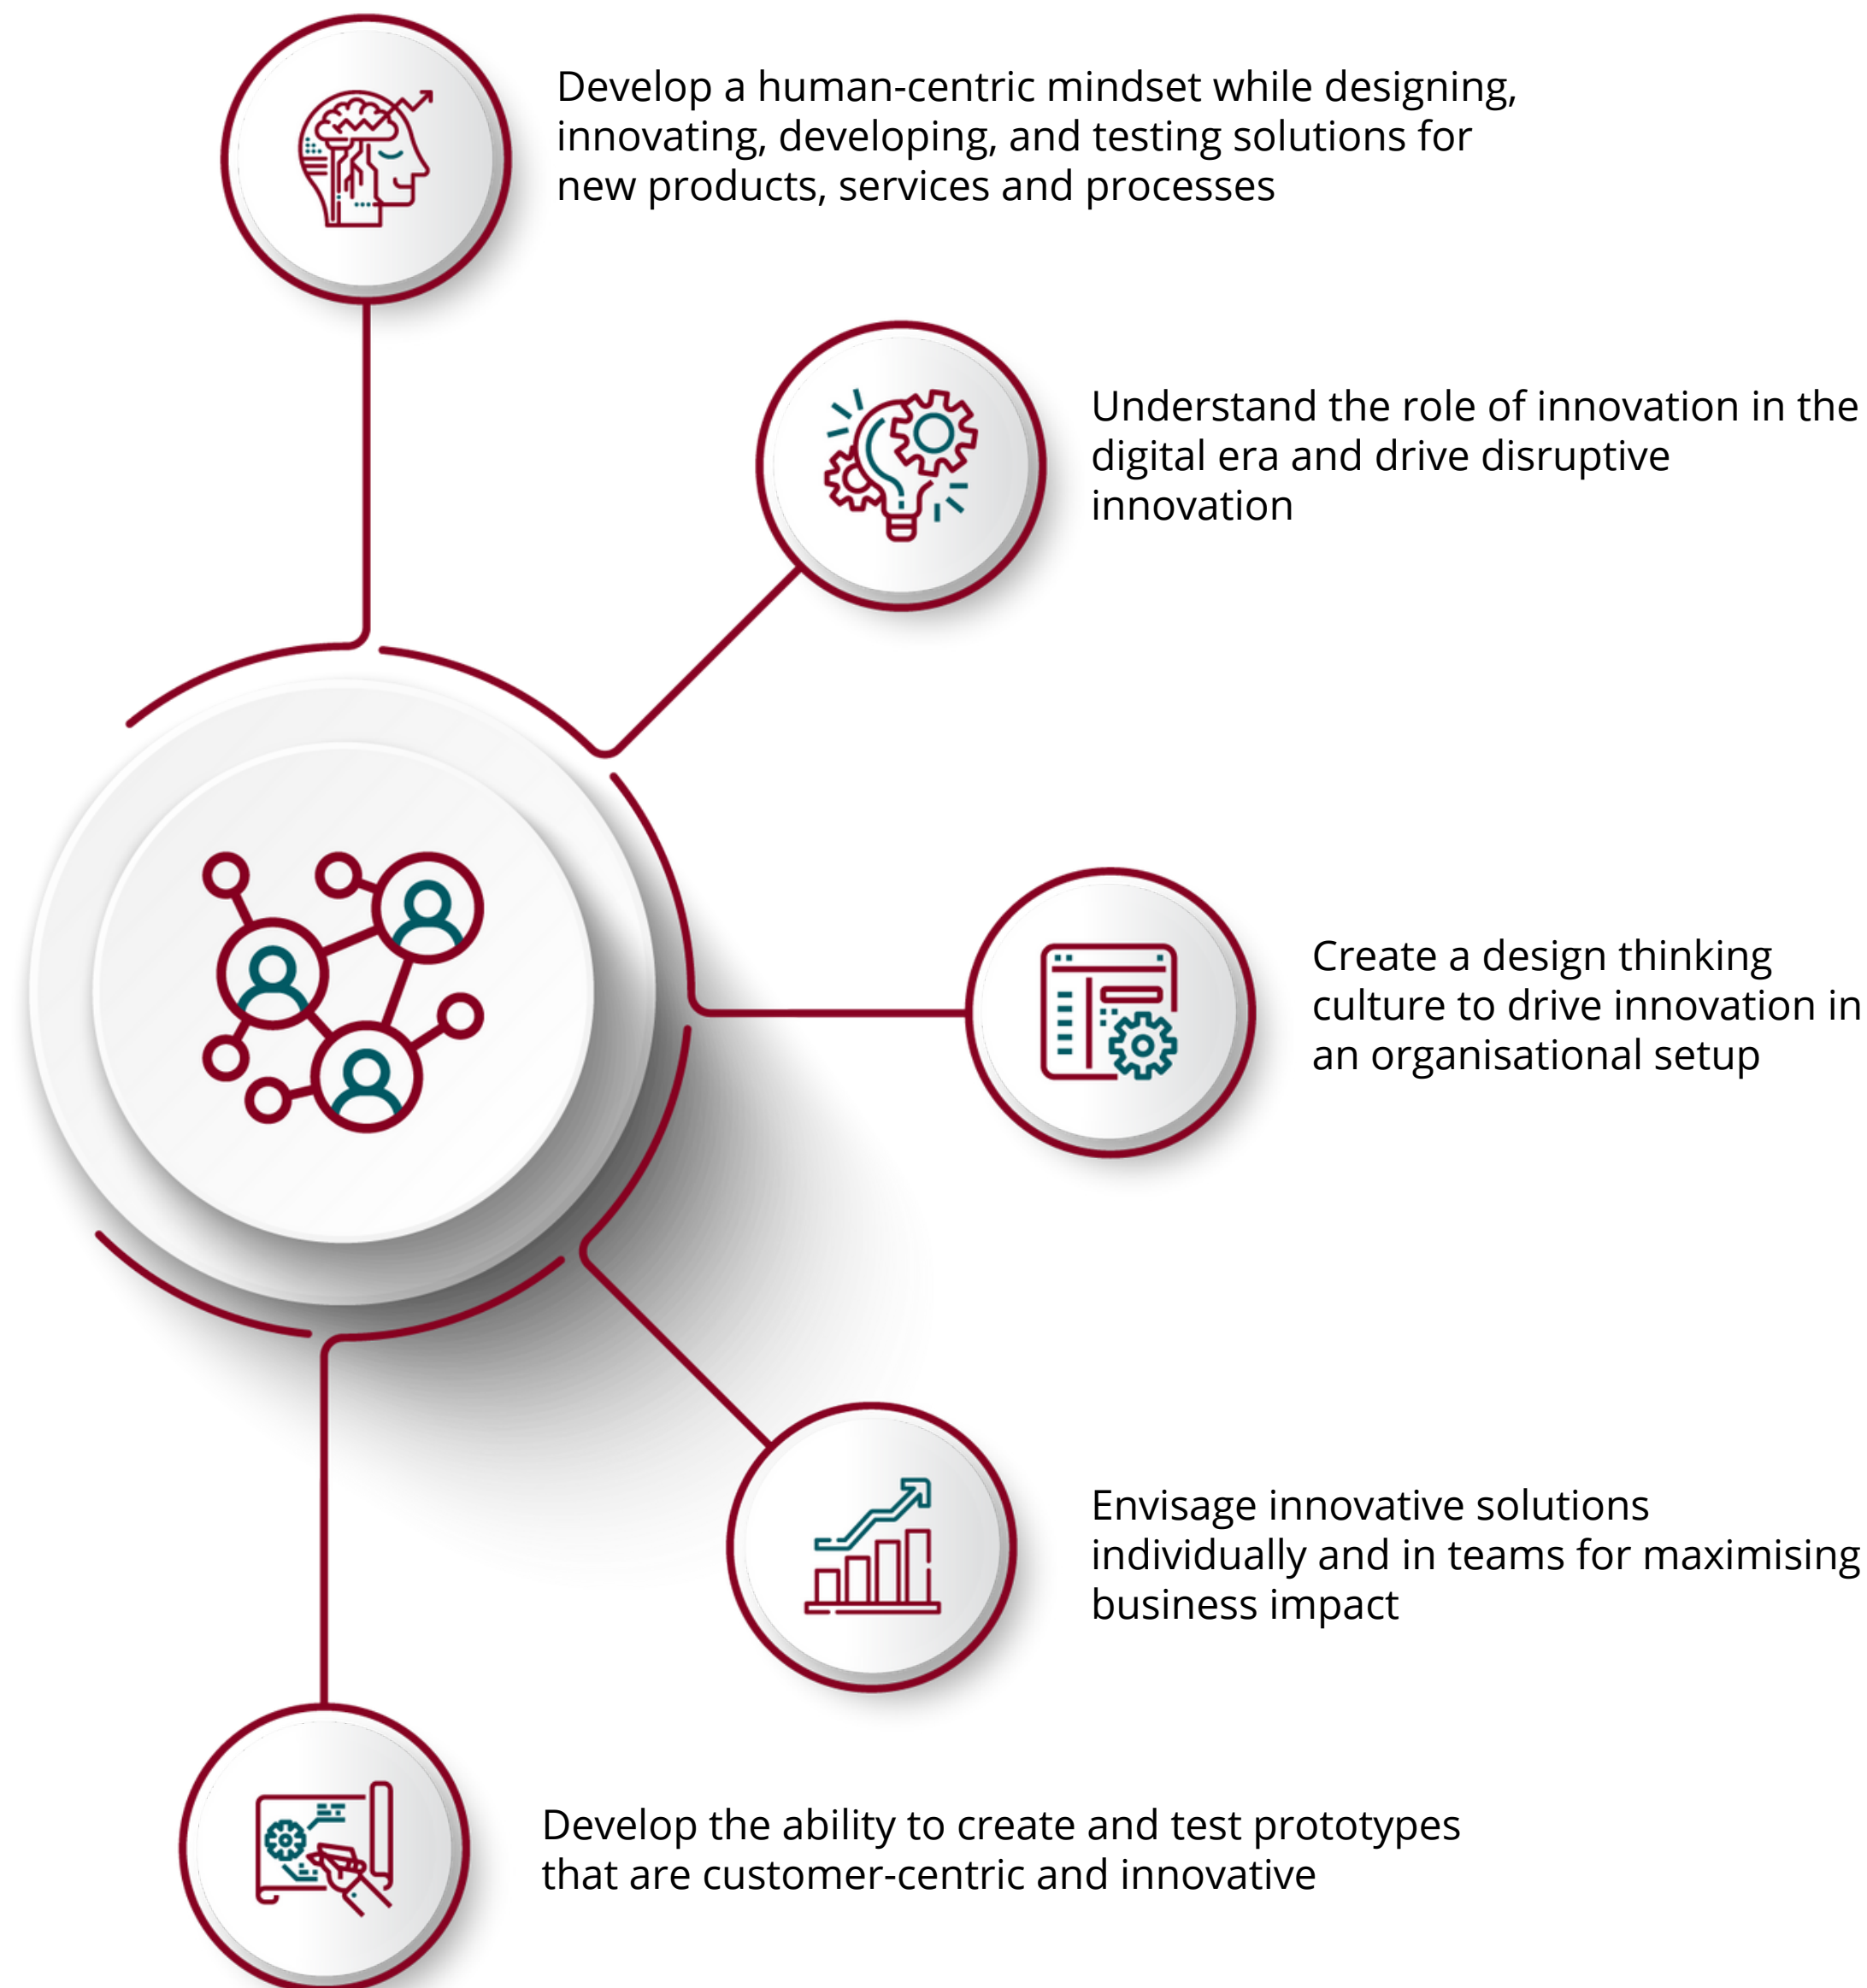 Develop a human-centric mindset while designing,
innovating, developing, and testing solutions for
new products, services and processes
Understand the role of innovation in the
digital era and drive disruptive
innovation
Create a design thinking
culture to drive innovation in
an organisational setup
Envisage innovative solutions
individually and in teams for maximising
business impact
Develop the ability to create and test prototypes
that are customer-centric and innovative